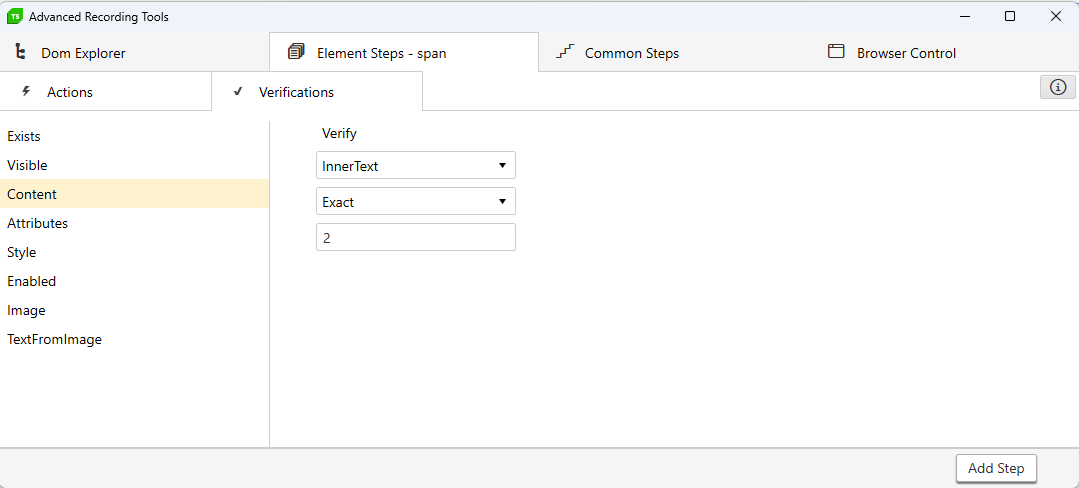 TS Advanced Recording Tools
Dom Explorer
Element Steps - span
Common Steps
Browser Control
Actions
Verifications
Exists
Visible
Content
Attributes
Style
Enabled
Image
TextFromImage
Verify
InnerText
Exact
2
Add Step